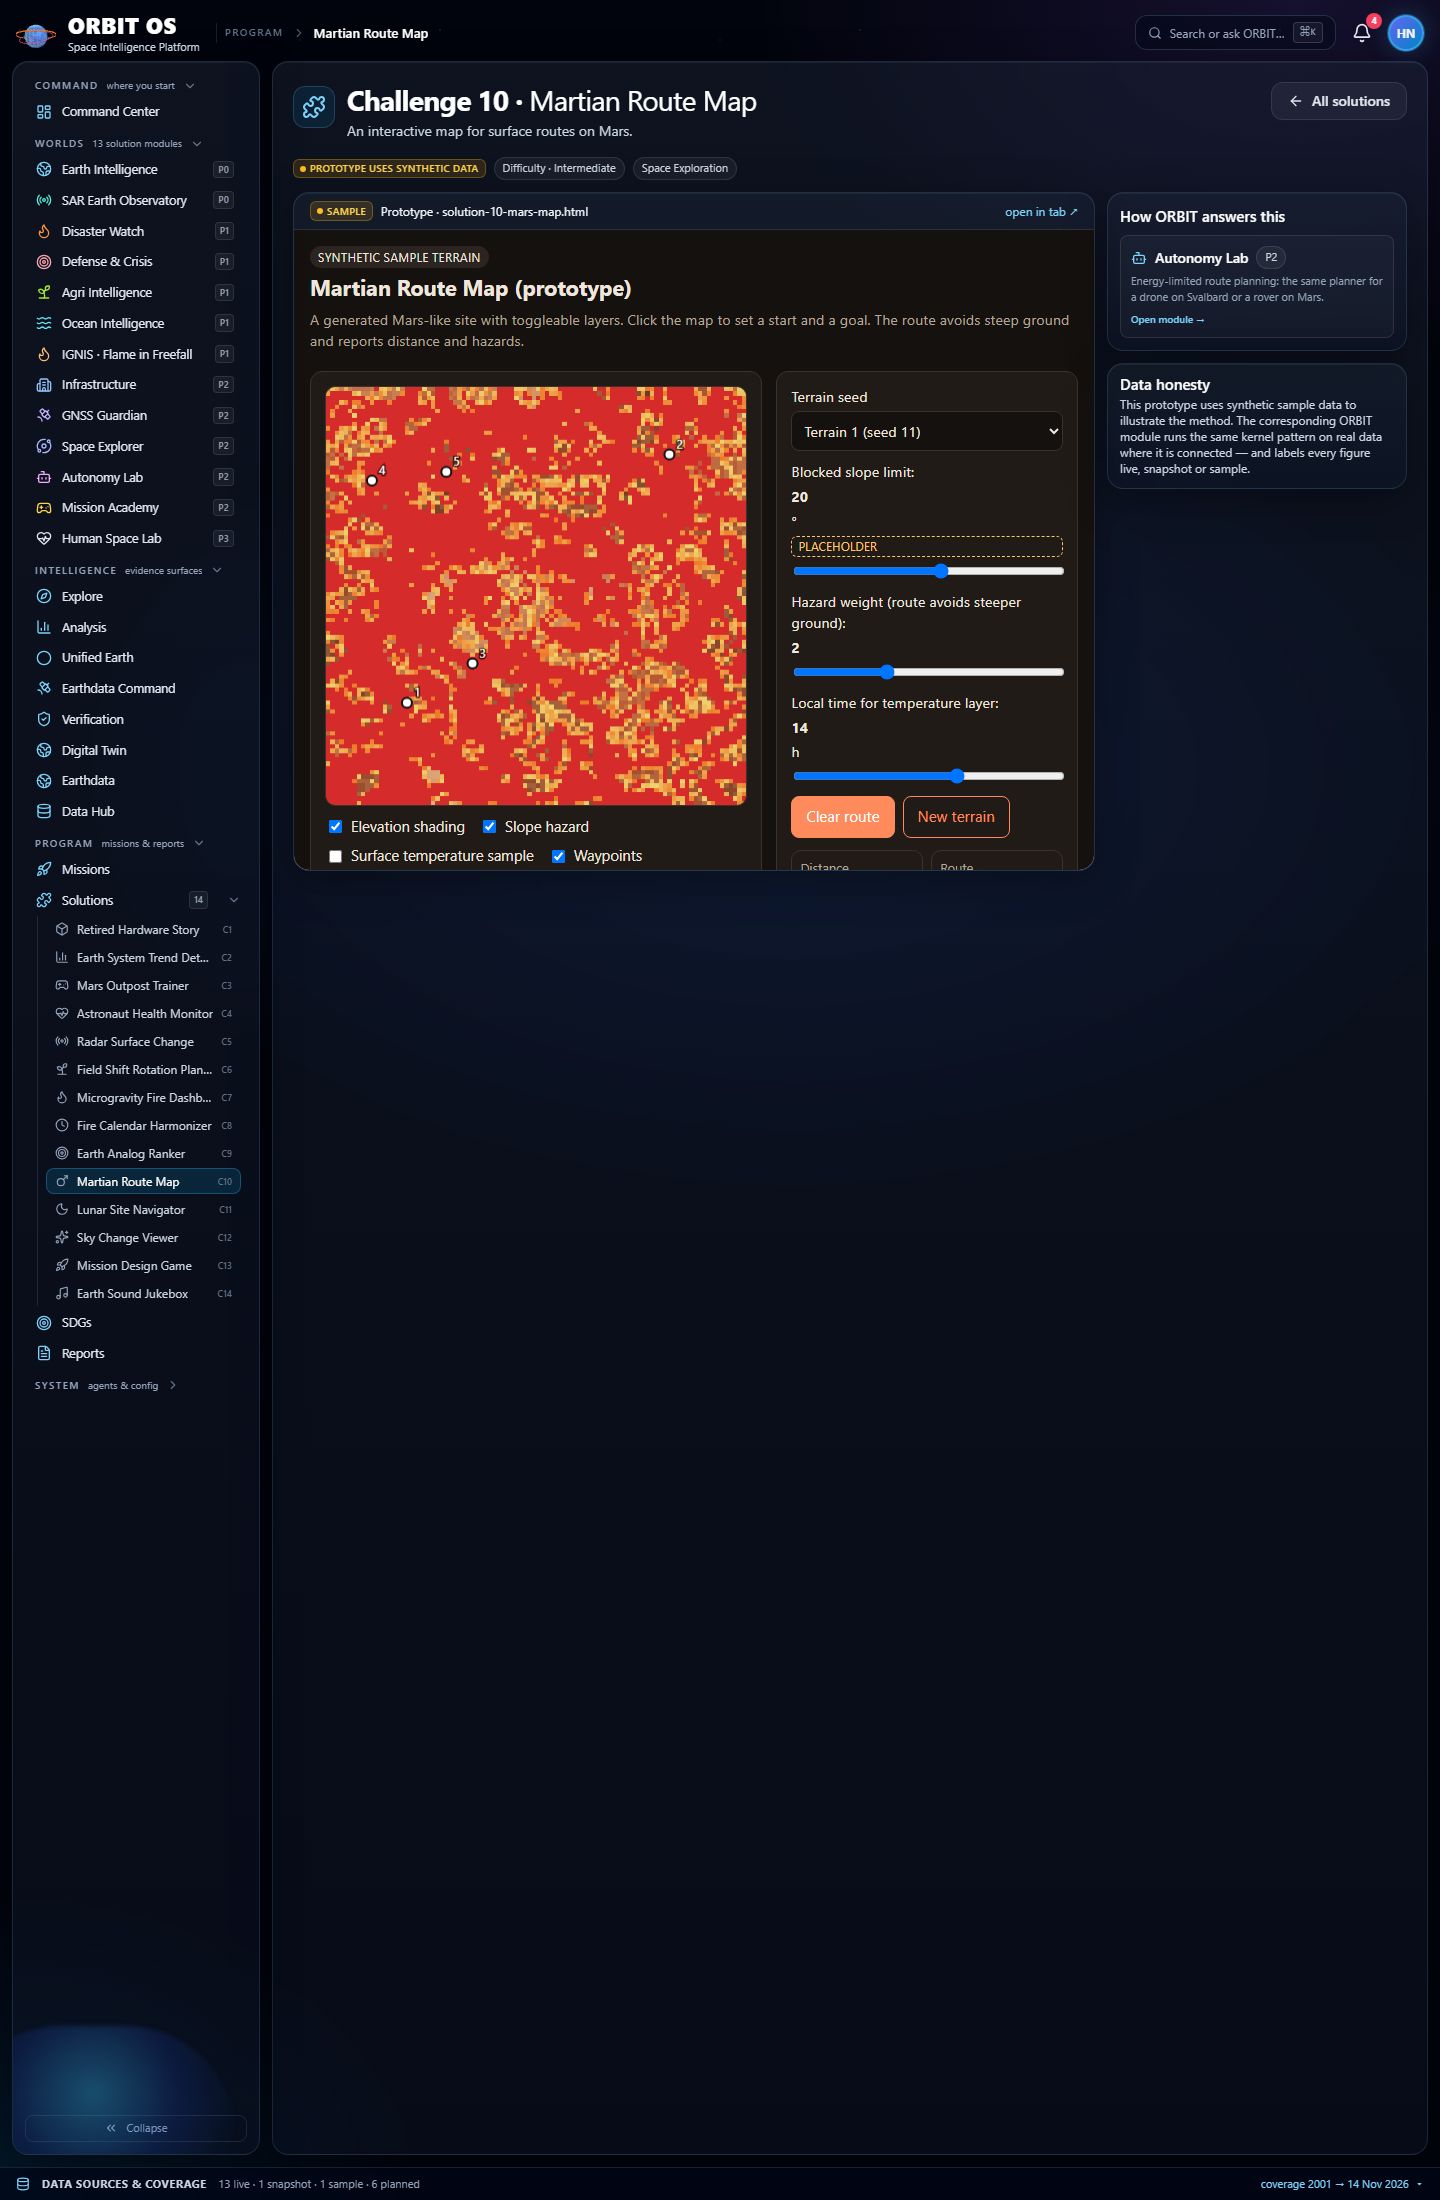 ORBIT OS
Space Intelligence Platform
PROGRAM
Martian Route Map
Search or ask ORBIT...
⌘K
4
HN
COMMAND where you start
Command Center
WORLDS 13 solution modules
Earth Intelligence P0
SAR Earth Observatory P0
Disaster Watch P1
Defense & Crisis P1
Agri Intelligence P1
Ocean Intelligence P1
IGNIS · Flame in Freefall P1
Infrastructure P2
GNSS Guardian P2
Space Explorer P2
Autonomy Lab P2
Mission Academy P2
Human Space Lab P3
INTELLIGENCE evidence surfaces
Explore
Analysis
Unified Earth
Earthdata Command
Verification
Digital Twin
Earthdata
Data Hub
PROGRAM missions & reports
Missions
Solutions 14
Retired Hardware Story C1
Earth System Trend Det... C2
Mars Outpost Trainer C3
Astronaut Health Monitor C4
Radar Surface Change C5
Field Shift Rotation Plan... C6
Microgravity Fire Dashb... C7
Fire Calendar Harmonizer C8
Earth Analog Ranker C9
Martian Route Map C10
Lunar Site Navigator C11
Sky Change Viewer C12
Mission Design Game C13
Earth Sound Jukebox C14
SDGs
Reports
SYSTEM agents & config
Collapse
Challenge 10 · Martian Route Map
An interactive map for surface routes on Mars.
← All solutions
PROTOTYPE USES SYNTHETIC DATA
Difficulty · Intermediate
Space Exploration
SAMPLE Prototype · solution-10-mars-map.html
open in tab ↗
SYNTHETIC SAMPLE TERRAIN
Martian Route Map (prototype)
A generated Mars-like site with toggleable layers. Click the map to set a start and a goal. The route avoids steep ground
and reports distance and hazards.
2
5
4
3
1
Elevation shading
Slope hazard
Surface temperature sample
Waypoints
Terrain seed
Terrain 1 (seed 11)
Blocked slope limit:
20
°
PLACEHOLDER
Hazard weight (route avoids steeper
ground):
2
Local time for temperature layer:
14
h
Clear route
New terrain
Distance
Route
How ORBIT answers this
Autonomy Lab P2
Energy-limited route planning: the same planner for
a drone on Svalbard or a rover on Mars.
Open module →
Data honesty
This prototype uses synthetic sample data to
illustrate the method. The corresponding ORBIT
module runs the same kernel pattern on real data
where it is connected — and labels every figure
live, snapshot or sample.
DATA SOURCES & COVERAGE 13 live · 1 snapshot · 1 sample · 6 planned
coverage 2001 → 14 Nov 2026